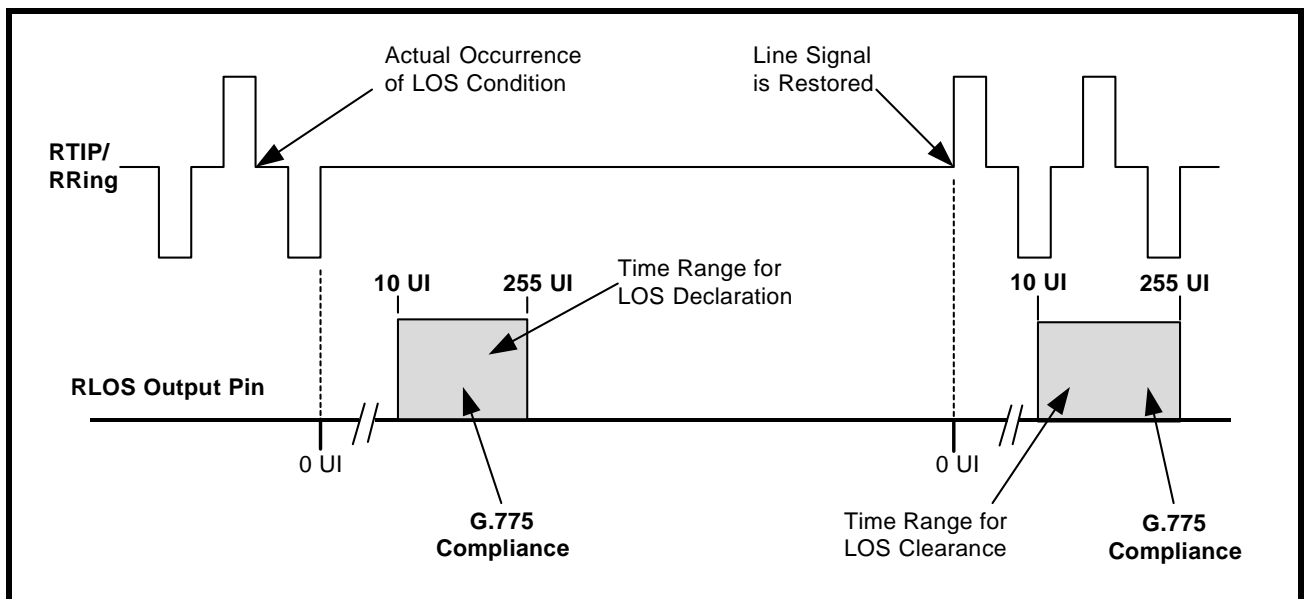 Actual Occurrence
of LOS Condition
Line Signal
is Restored
RTIP/
RRing
10 UI
255 UI
Time Range for
LOS Declaration
10 UI
255 UI
RLOS Output Pin
0 UI
0 UI
G.775
Compliance
Time Range for
LOS Clearance
G.775
Compliance